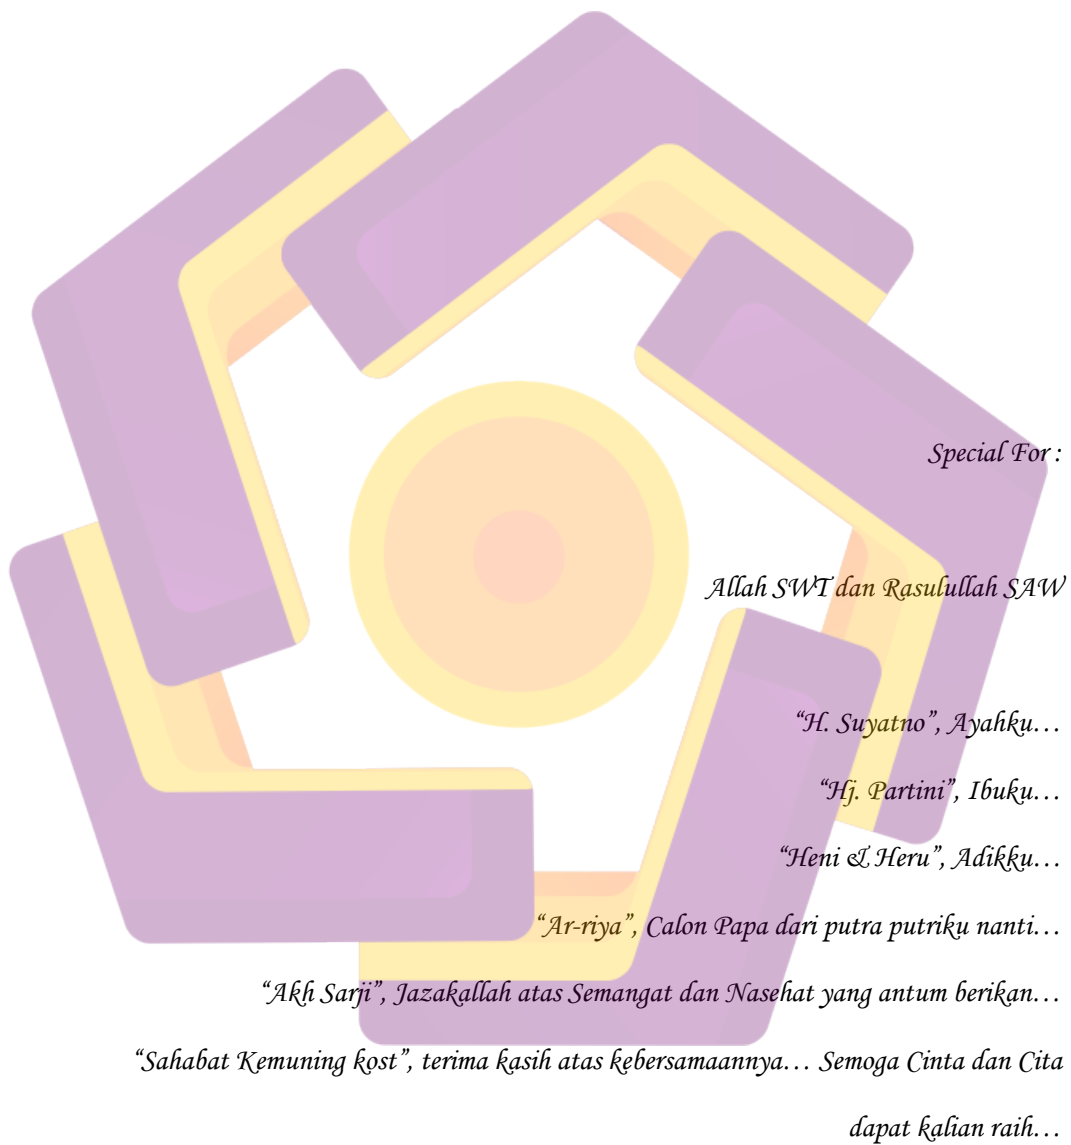 Special For :
Allah SWT dan Rasulullah SAW
“H. Suyatno”, Ayahku…
“Hj. Partini”, Ibuku…
“Heni & Heru”, Adikku…
“Ar-riya”, Calon Papa dari putra putriku nanti…
“Akh Sarji”, Jazakallah atas Semangat dan Nasehat yang antum berikan…
“Sahabat Kemuning kost”, terima kasih atas kebersamaannya… Semoga Cinta dan Cita
dapat kalian raih…